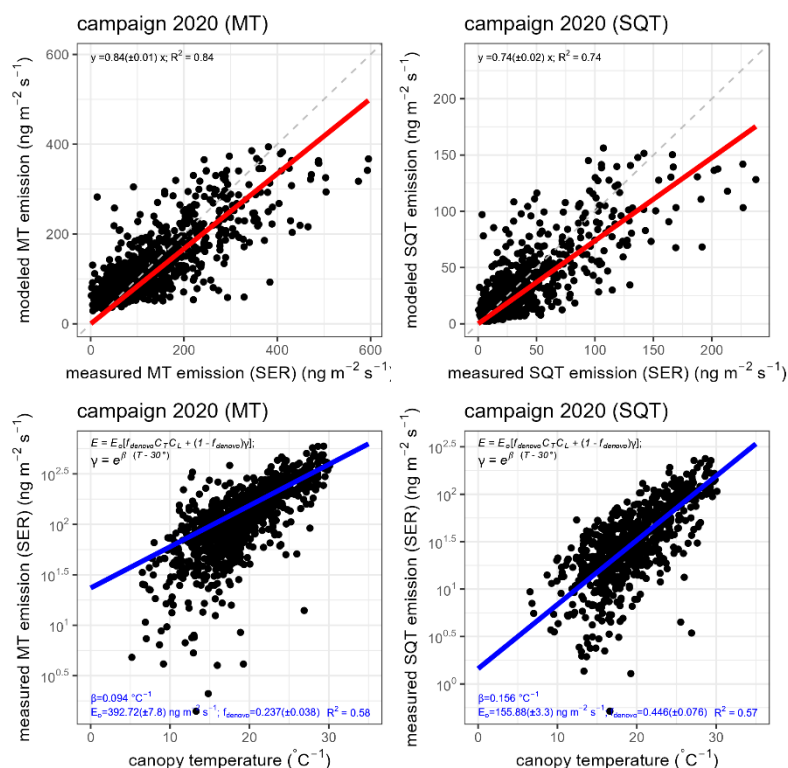 campaign 2020 (MT)
y =0.84(±0.01) x; R² = 0.84
modeled MT emission (ng m⁻² s⁻¹)
600
400
200
0
0 200 400 600
measured MT emission (SER) (ng m⁻² s⁻¹)
campaign 2020 (SQT)
y =0.74(±0.02) x; R² = 0.74
modeled SQT emission (ng m⁻² s⁻¹)
200
150
100
50
0
0 50 100 150 200
measured SQT emission (SER) (ng m⁻² s⁻¹)
campaign 2020 (MT)
E = Eₒ[f_denovo C_T C_L + (1 - f_denovo)γ];
γ = e^β (T - 30°)
measured MT emission (SER) (ng m⁻² s⁻¹)
10^2.5
10^2
10^1.5
10^1
10^0.5
β=0.094 °C⁻¹
Eₒ=392.72(±7.8) ng m⁻² s⁻¹; f_denovo=0.237(±0.038) R² = 0.58
0 10 20 30
canopy temperature (°C⁻¹)
campaign 2020 (SQT)
E = Eₒ[f_denovo C_T C_L + (1 - f_denovo)γ];
γ = e^β (T - 30°)
measured SQT emission (SER) (ng m⁻² s⁻¹)
10^2
10^1.5
10^1
10^0.5
10^0
β=0.156 °C⁻¹
Eₒ=155.88(±3.3) ng m⁻² s⁻¹; f_denovo=0.446(±0.076) R² = 0.57
0 10 20 30
canopy temperature (°C⁻¹)